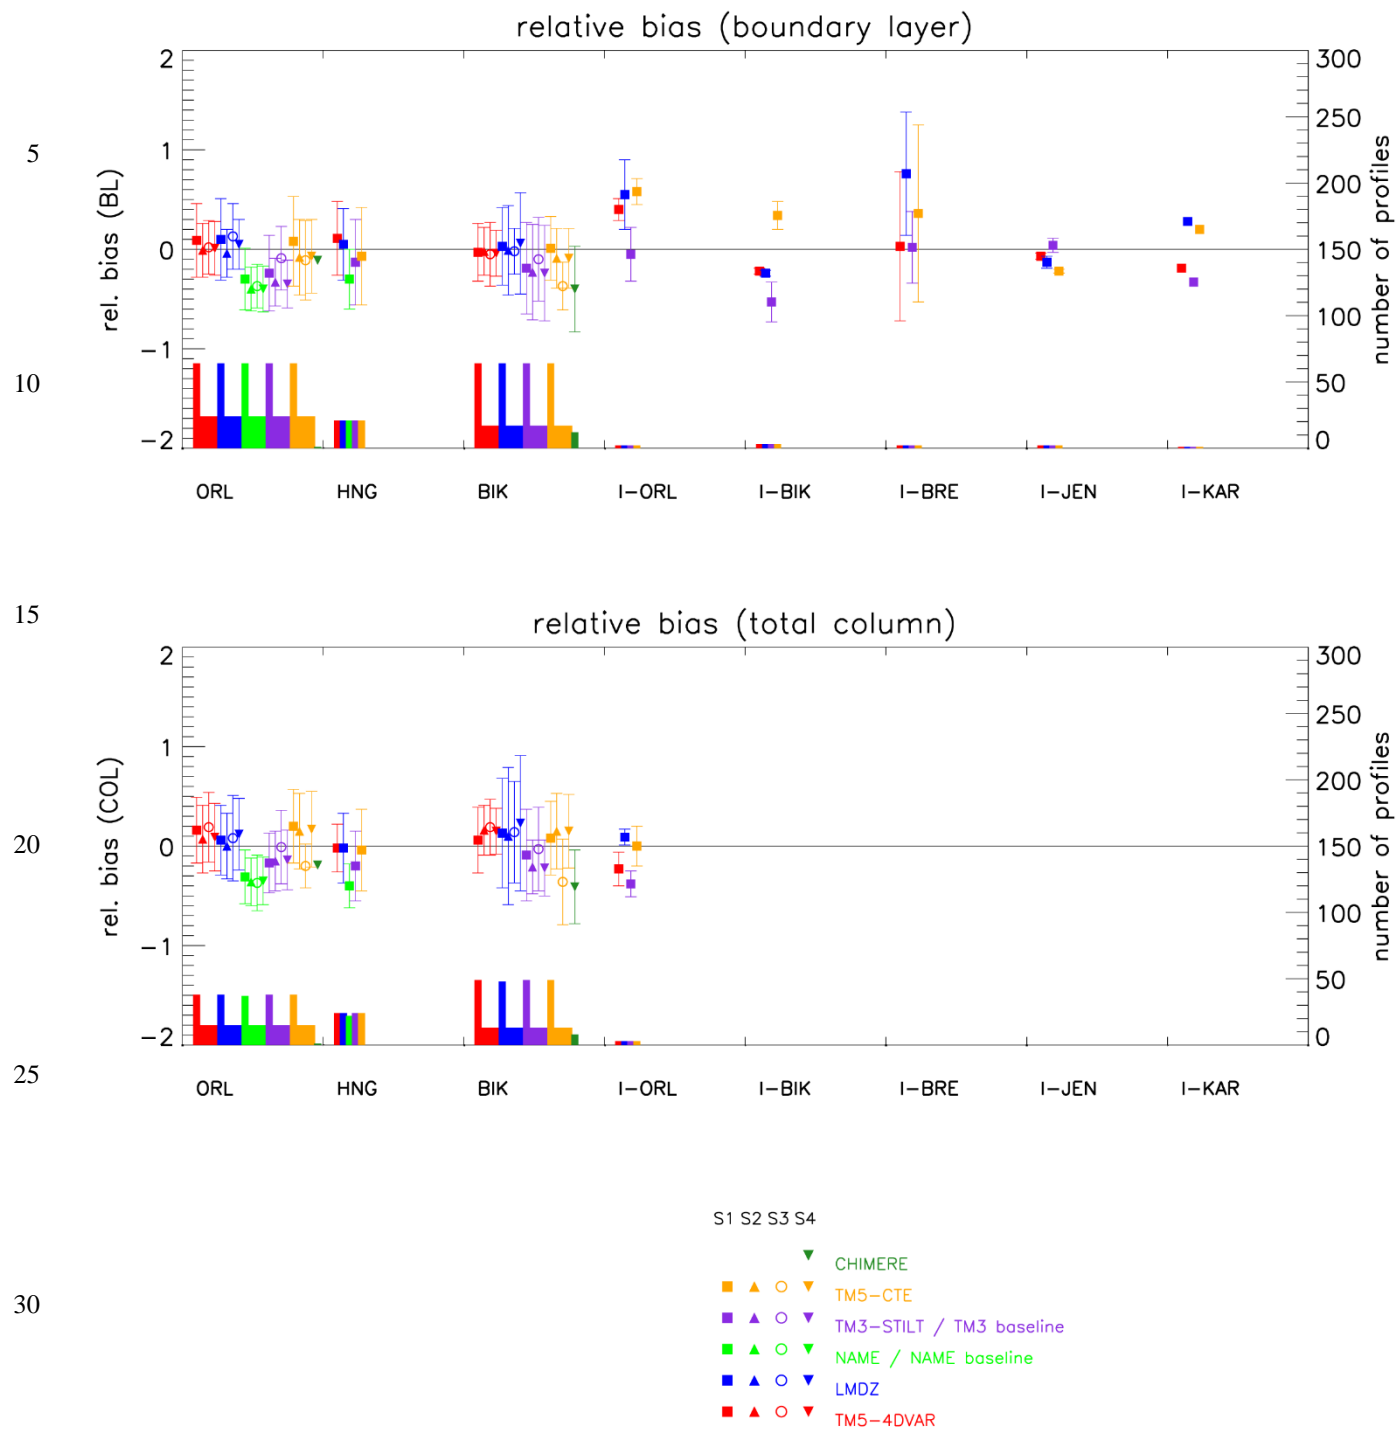 relative bias (boundary layer)
2
300
250
5
1
200
rel. bias (BL)
0
150
number of profiles
100
−1
10
50
−2
0
ORL HNG BIK I−ORL I−BIK I−BRE I−JEN I−KAR
15
relative bias (total column)
2
300
250
1
200
rel. bias (COL)
20
0
150
number of profiles
100
−1
50
−2
0
25
ORL HNG BIK I−ORL I−BIK I−BRE I−JEN I−KAR
S1 S2 S3 S4
CHIMERE
30
TM5−CTE
TM3−STILT / TM3 baseline
NAME / NAME baseline
LMDZ
TM5−4DVAR